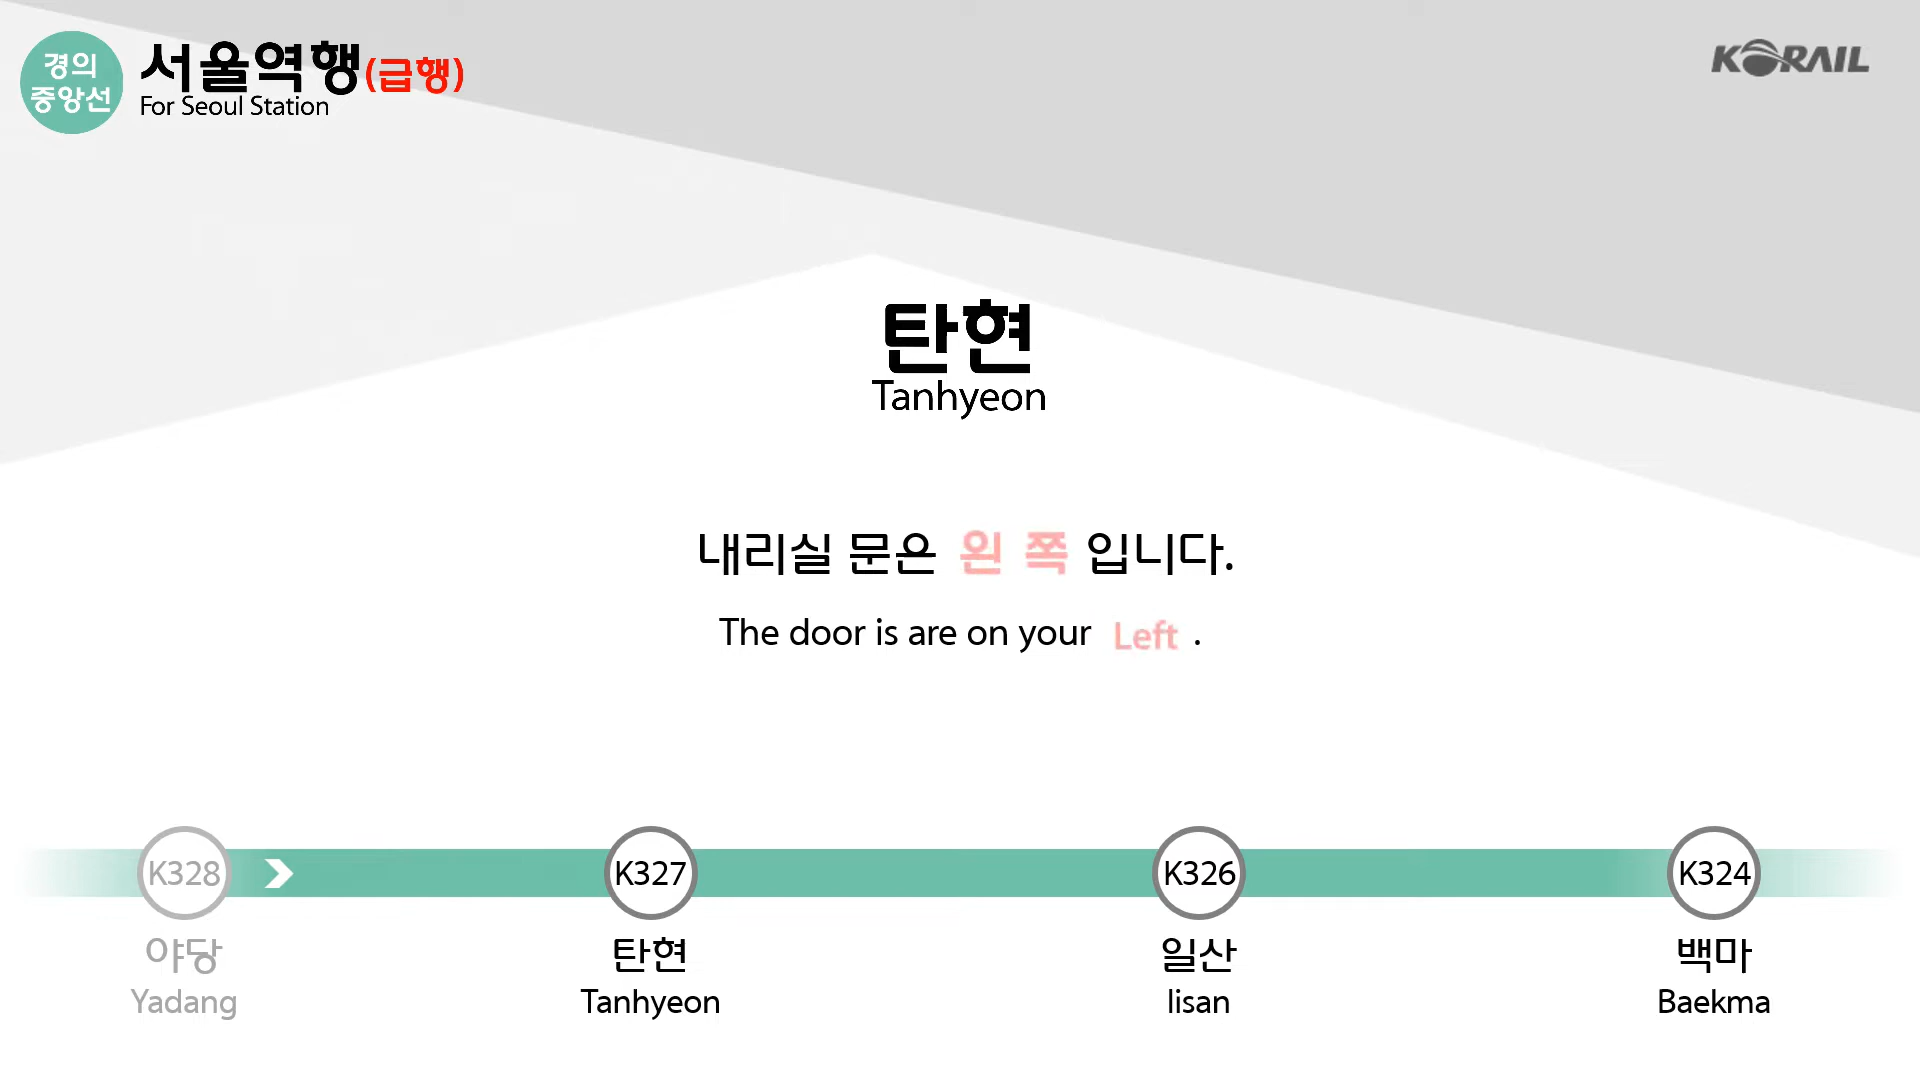 경의
중앙선
서울역행(급행)
For Seoul Station
KORAIL
탄현
Tanhyeon
내리실 문은 왼 쪽 입니다.
The door is are on your Left .
K328
K327
K326
K324
야당
탄현
일산
백마
Yadang
Tanhyeon
lisan
Baekma